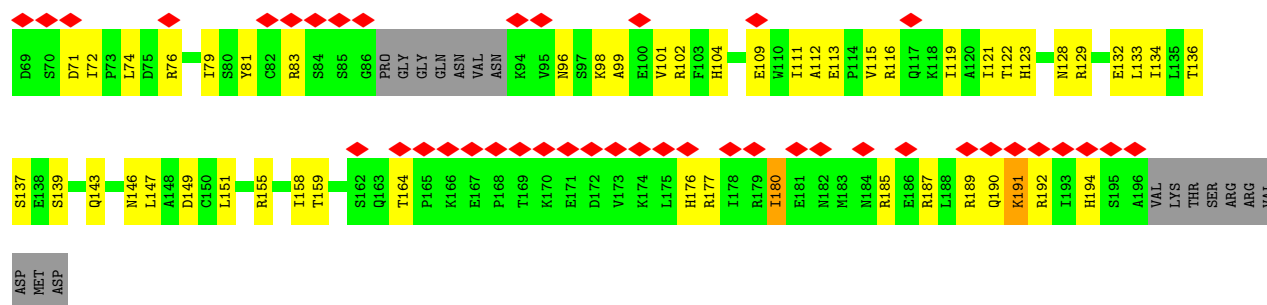 D69 S70 D71 I72 P73 L74 D75 R76 I79 S80 Y81 C82 R83 S84 S85 G86 PRO GLY GLY GLN ASN VAL ASN K94 V95 N96 S97 K98 A99 E100 V101 R102 F103 H104 E109 W110 I111 A112 E113 P114 V115 R116 Q117 K118 I119 A120 I121 T122 H123 N128 R129 E132 L133 I134 L135 T136
S137 E138 S139 Q143 N146 L147 A148 D149 C150 L151 R155 I158 T159 S162 Q163 T164 P165 K166 E167 P168 T169 K170 E171 D172 V173 K174 L175 H176 R177 I178 R179 I180 E181 N182 M183 N184 R185 E186 R187 L188 R189 Q190 K191 R192 I193 H194 S195 A196 VAL LYS THR SER ARG ARG VAL
ASP MET ASP